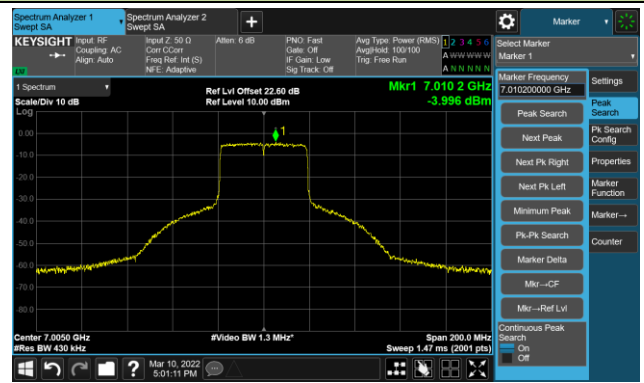 Spectrum Analyzer 1
Swept SA
Spectrum Analyzer 2
Swept SA
+
Marker
KEYSIGHT
Input: RF
Coupling: AC
Align: Auto
Input Z: 50 Ω
Corr CCorr
Freq Ref: Int (S)
NFE: Adaptive
Atten: 6 dB
PNO: Fast
Gate: Off
IF Gain: Low
Sig Track: Off
Avg Type: Power (RMS)
Avg|Hold: 100/100
Trig: Free Run
1 2 3 4 5 6
A W W W W W
A N N N N N
LV
Select Marker
Marker 1
1 Spectrum
Scale/Div 10 dB
Log
Ref Lvl Offset 22.60 dB
Ref Level 10.00 dBm
Mkr1 7.010 2 GHz
-3.996 dBm
1
0.00
-10.0
-20.0
-30.0
-40.0
-50.0
-60.0
-70.0
-80.0
Center 7.0050 GHz
#Res BW 430 kHz
#Video BW 1.3 MHz*
Span 200.0 MHz
Sweep 1.47 ms (2001 pts)
Marker Frequency
7.010200000 GHz
Peak Search
Next Peak
Next Pk Right
Next Pk Left
Minimum Peak
Pk-Pk Search
Marker Delta
Mkr→CF
Mkr→Ref Lvl
Continuous Peak
Search
On
Off
Settings
Peak
Search
Pk Search
Config
Properties
Marker
Function
Marker→
Counter
?
Mar 10, 2022
5:01:11 PM